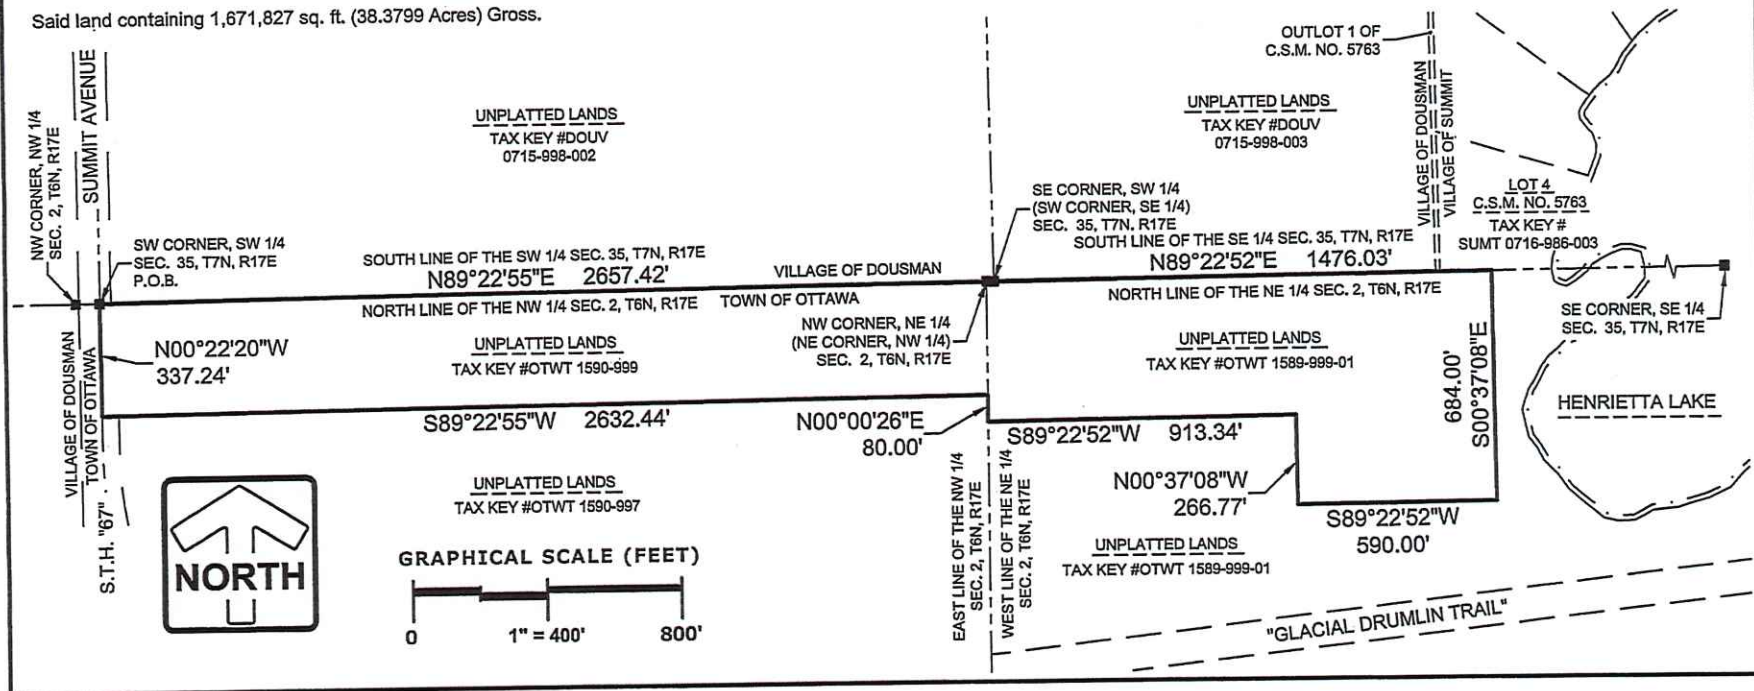 Said land containing 1,671,827 sq. ft. (38.3799 Acres) Gross.
NW CORNER, NW 1/4
SEC. 2, T6N, R17E
SUMMIT AVENUE
UNPLATTED LANDS
TAX KEY #DOUV
0715-998-002
OUTLOT 1 OF
C.S.M. NO. 5763
UNPLATTED LANDS
TAX KEY #DOUV
0715-998-003
VILLAGE OF DOUSMAN
VILLAGE OF SUMMIT
LOT 4
C.S.M. NO. 5763
TAX KEY #
SUMT 0716-986-003
SW CORNER, SW 1/4
SEC. 35, T7N, R17E
P.O.B.
SE CORNER, SW 1/4
(SW CORNER, SE 1/4)
SEC. 35, T7N. R17E
SOUTH LINE OF THE SW 1/4 SEC. 35, T7N, R17E
N89°22'55"E 2657.42'
VILLAGE OF DOUSMAN
SOUTH LINE OF THE SE 1/4 SEC. 35, T7N, R17E
N89°22'52"E 1476.03'
NORTH LINE OF THE NW 1/4 SEC. 2, T6N, R17E
TOWN OF OTTAWA
NORTH LINE OF THE NE 1/4 SEC. 2, T6N, R17E
SE CORNER, SE 1/4
SEC. 35, T7N, R17E
NW CORNER, NE 1/4
(NE CORNER, NW 1/4)
SEC. 2, T6N, R17E
N00°22'20"W
337.24'
UNPLATTED LANDS
TAX KEY #OTWT 1590-999
UNPLATTED LANDS
TAX KEY #OTWT 1589-999-01
684.00'
S00°37'08"E
HENRIETTA LAKE
VILLAGE OF DOUSMAN
TOWN OF OTTAWA
S.T.H. "67"
S89°22'55"W 2632.44'
N00°00'26"E
80.00'
S89°22'52"W 913.34'
N00°37'08"W
266.77'
S89°22'52"W
590.00'
UNPLATTED LANDS
TAX KEY #OTWT 1590-997
EAST LINE OF THE NW 1/4
SEC. 2, T6N, R17E
WEST LINE OF THE NE 1/4
SEC. 2, T6N, R17E
UNPLATTED LANDS
TAX KEY #OTWT 1589-999-01
NORTH
GRAPHICAL SCALE (FEET)
0 1" = 400' 800'
"GLACIAL DRUMLIN TRAIL"